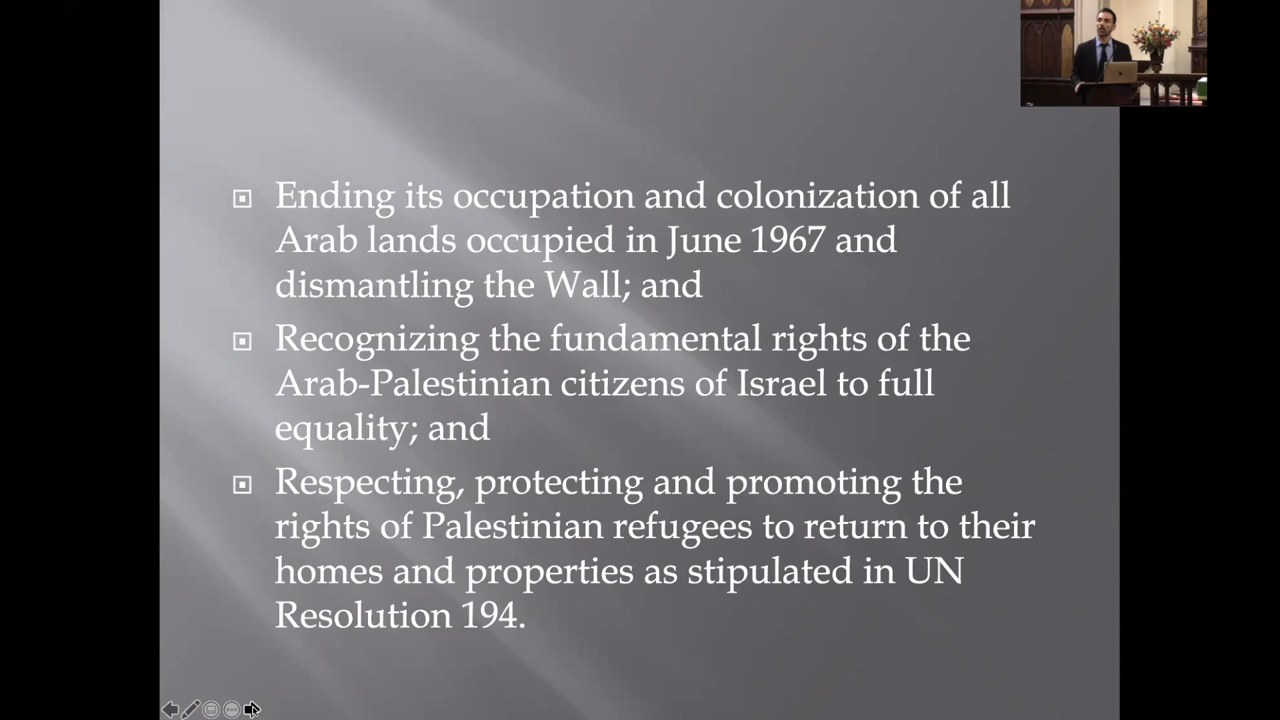 Ending its occupation and colonization of all
Arab lands occupied in June 1967 and
dismantling the Wall; and
Recognizing the fundamental rights of the
Arab-Palestinian citizens of Israel to full
equality; and
Respecting, protecting and promoting the
rights of Palestinian refugees to return to their
homes and properties as stipulated in UN
Resolution 194.